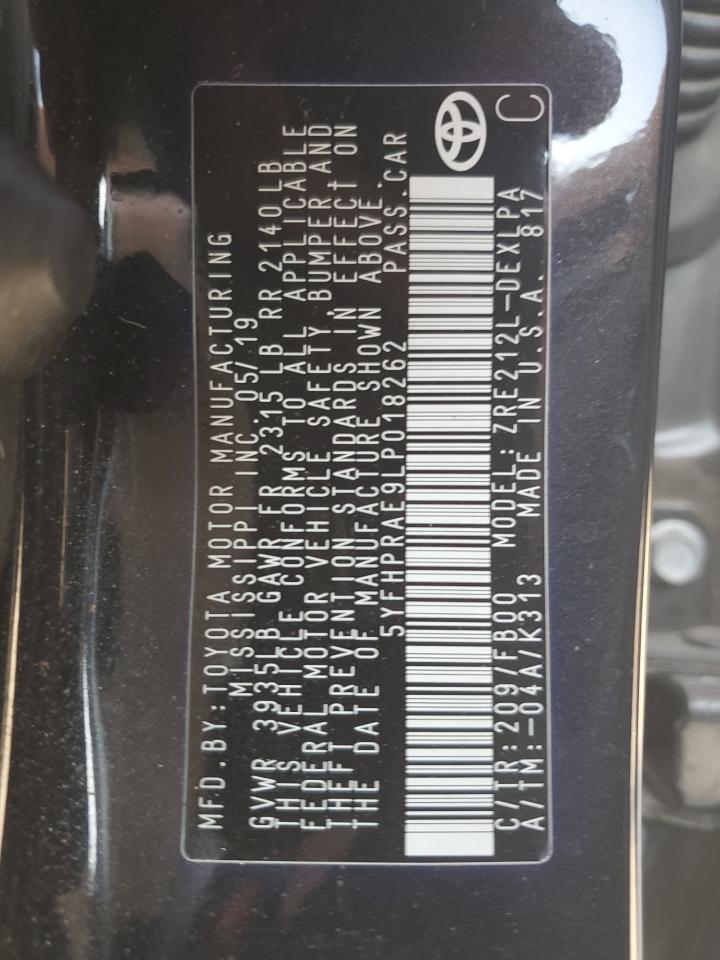 MFD.BY:TOYOTA MOTOR MANUFACTURING
MISSISSIPPI INC. 05/19
GVWR 3935LB GAWR FR 2315 LB RR 2140LB
THIS VEHICLE CONFORMS TO ALL APPLICABLE
FEDERAL MOTOR VEHICLE SAFETY, BUMPER, AND
THEFT PREVENTION STANDARDS IN EFFECT ON
THE DATE OF MANUFACTURE SHOWN ABOVE.
5YFHPRAE9LP018262 PASS.CAR
C/TR:209/FB00 MODEL: ZRE212L-DEXLPA
A/TM:-04A/K313 MADE IN U.S.A. 817
C